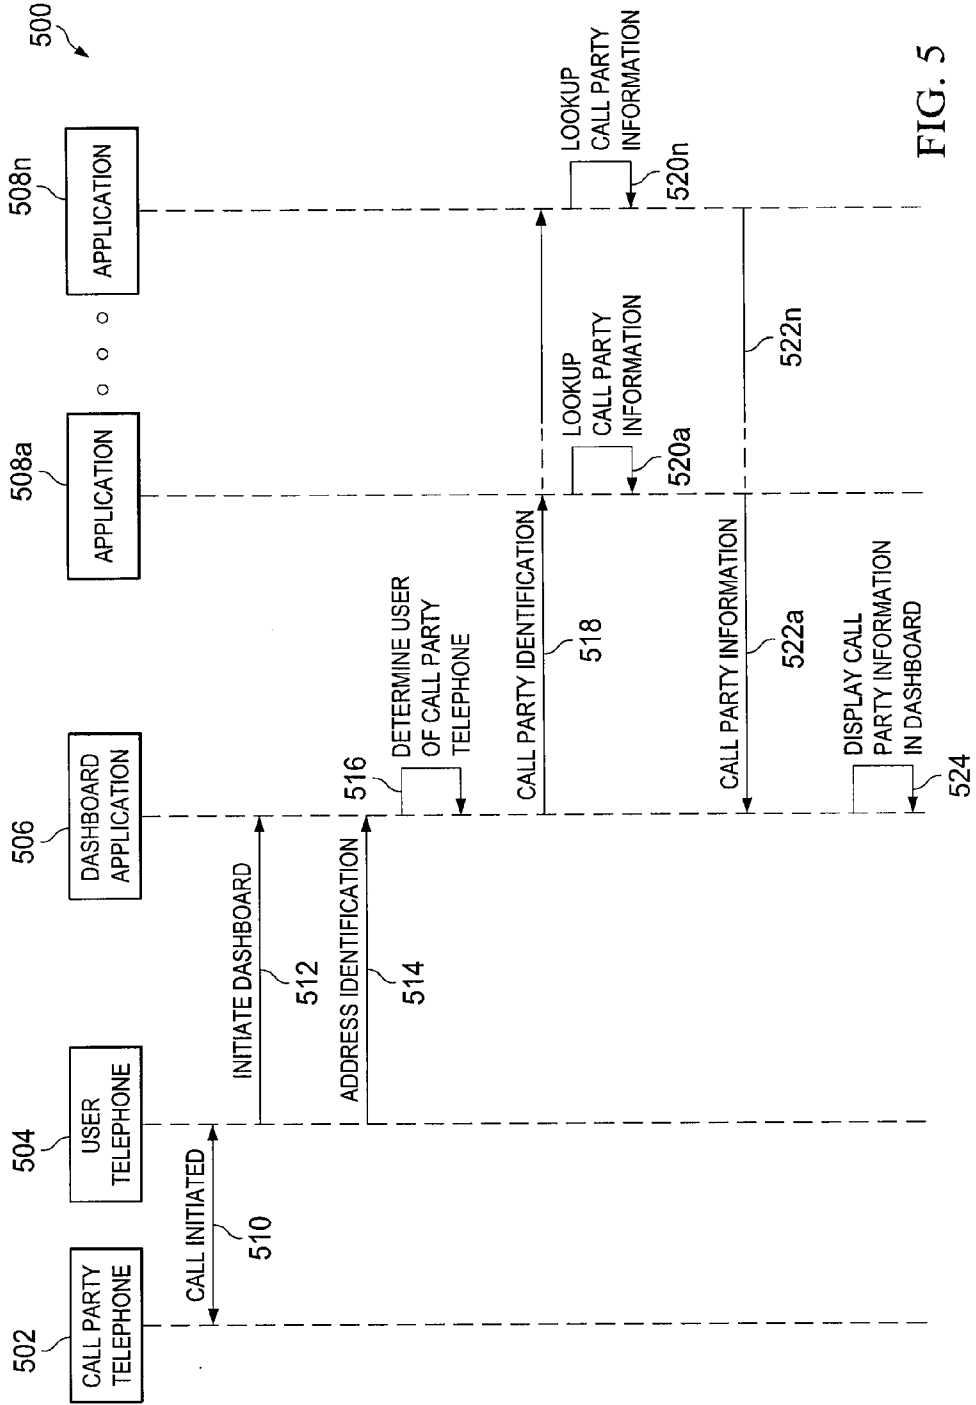 500
502
504
506
508a
508n
CALL PARTY
TELEPHONE
USER
TELEPHONE
DASHBOARD
APPLICATION
APPLICATION
APPLICATION
CALL INITIATED
510
INITIATE DASHBOARD
512
ADDRESS IDENTIFICATION
514
516
DETERMINE USER
OF CALL PARTY
TELEPHONE
CALL PARTY IDENTIFICATION
518
LOOKUP
CALL PARTY
INFORMATION
520a
LOOKUP
CALL PARTY
INFORMATION
520n
CALL PARTY INFORMATION
522a
522n
DISPLAY CALL
PARTY INFORMATION
IN DASHBOARD
524
FIG. 5